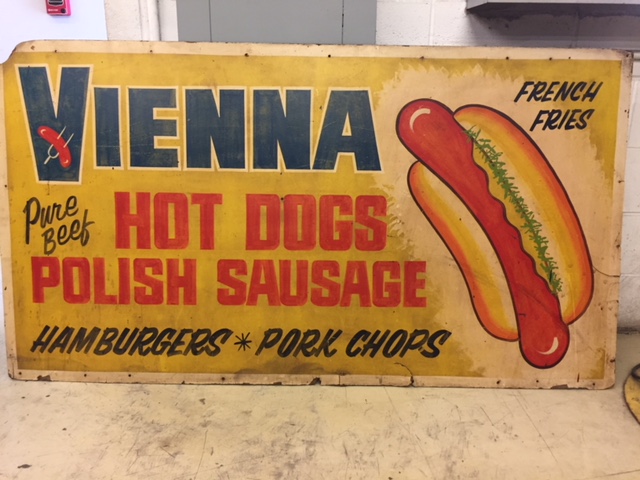 VIENNA
Pure Beef
HOT DOGS
POLISH SAUSAGE
HAMBURGERS * PORK CHOPS
FRENCH
FRIES